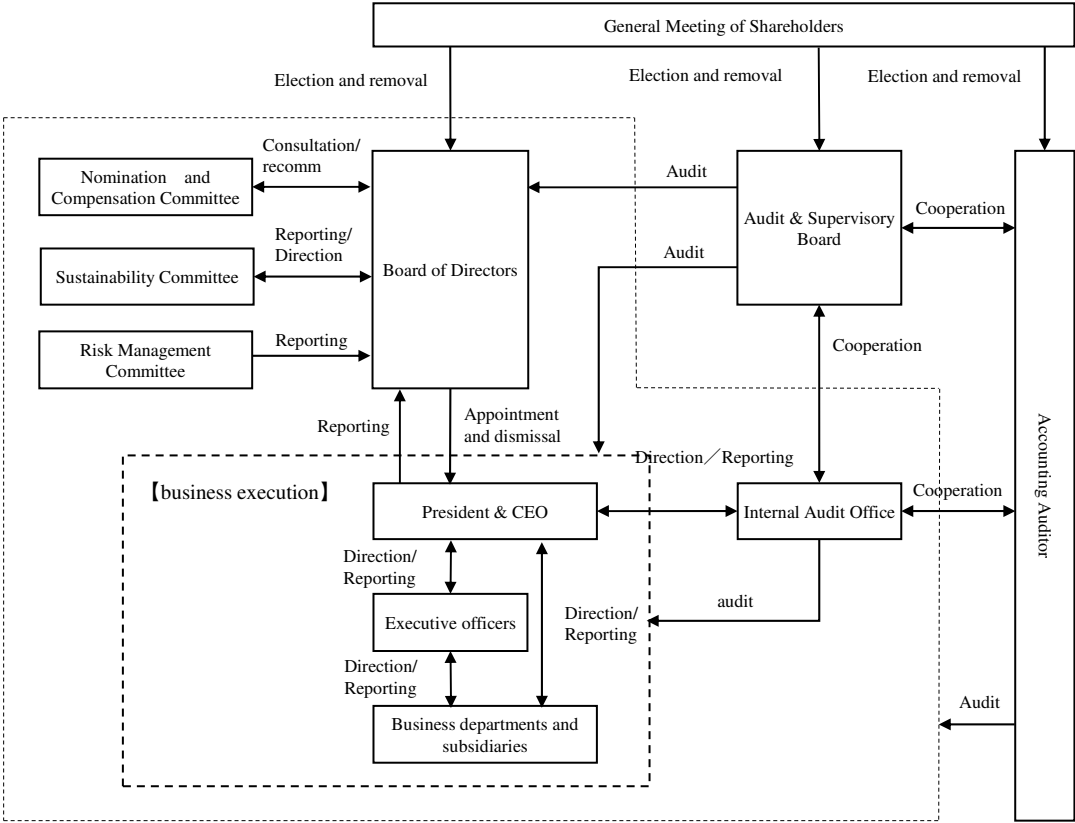 General Meeting of Shareholders
Election and removal
Election and removal
Election and removal
Consultation/
recomm
Nomination and
Compensation Committee
Audit
Audit & Supervisory
Board
Cooperation
Reporting/
Direction
Sustainability Committee
Board of Directors
Audit
Reporting
Risk Management
Committee
Cooperation
Reporting
Appointment
and dismissal
Accounting Auditor
Direction／Reporting
【business execution】
President & CEO
Internal Audit Office
Cooperation
Direction/
Reporting
Executive officers
Direction/
Reporting
audit
Direction/
Reporting
Business departments and
subsidiaries
Audit